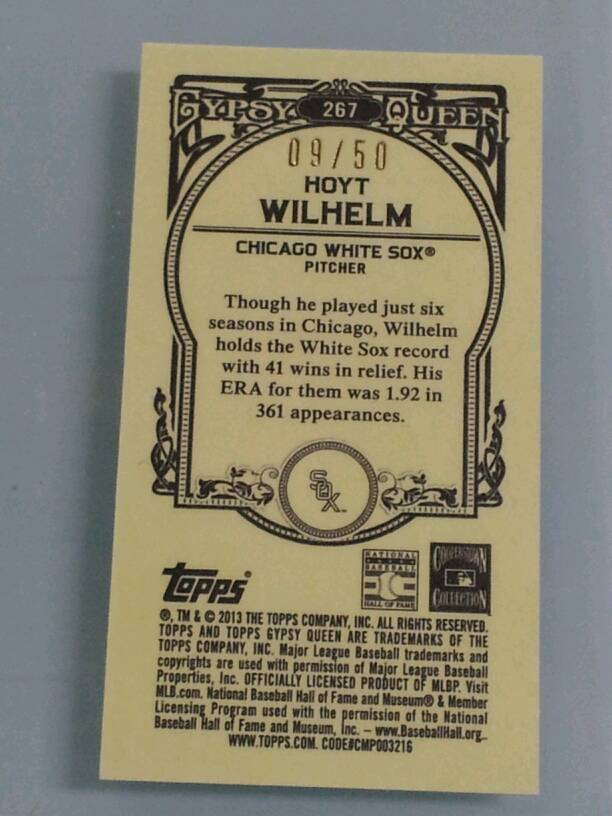 GYPSY 267 QUEEN
09/50
HOYT
WILHELM
CHICAGO WHITE SOX®
PITCHER
Though he played just six
seasons in Chicago, Wilhelm
holds the White Sox record
with 41 wins in relief. His
ERA for them was 1.92 in
361 appearances.
SOX™
topps®
NATIONAL
BASEBALL
HALL OF FAME
COOPERSTOWN
COLLECTION
®, TM & © 2013 THE TOPPS COMPANY, INC. ALL RIGHTS RESERVED.
TOPPS AND TOPPS GYPSY QUEEN ARE TRADEMARKS OF THE
TOPPS COMPANY, INC. Major League Baseball trademarks and
copyrights are used with permission of Major League Baseball
Properties, Inc. OFFICIALLY LICENSED PRODUCT OF MLBP. Visit
MLB.com. National Baseball Hall of Fame and Museum® & Member
Licensing Program used with the permission of the National
Baseball Hall of Fame and Museum, Inc. – www.BaseballHall.org.
WWW.TOPPS.COM. CODE#CMP003216